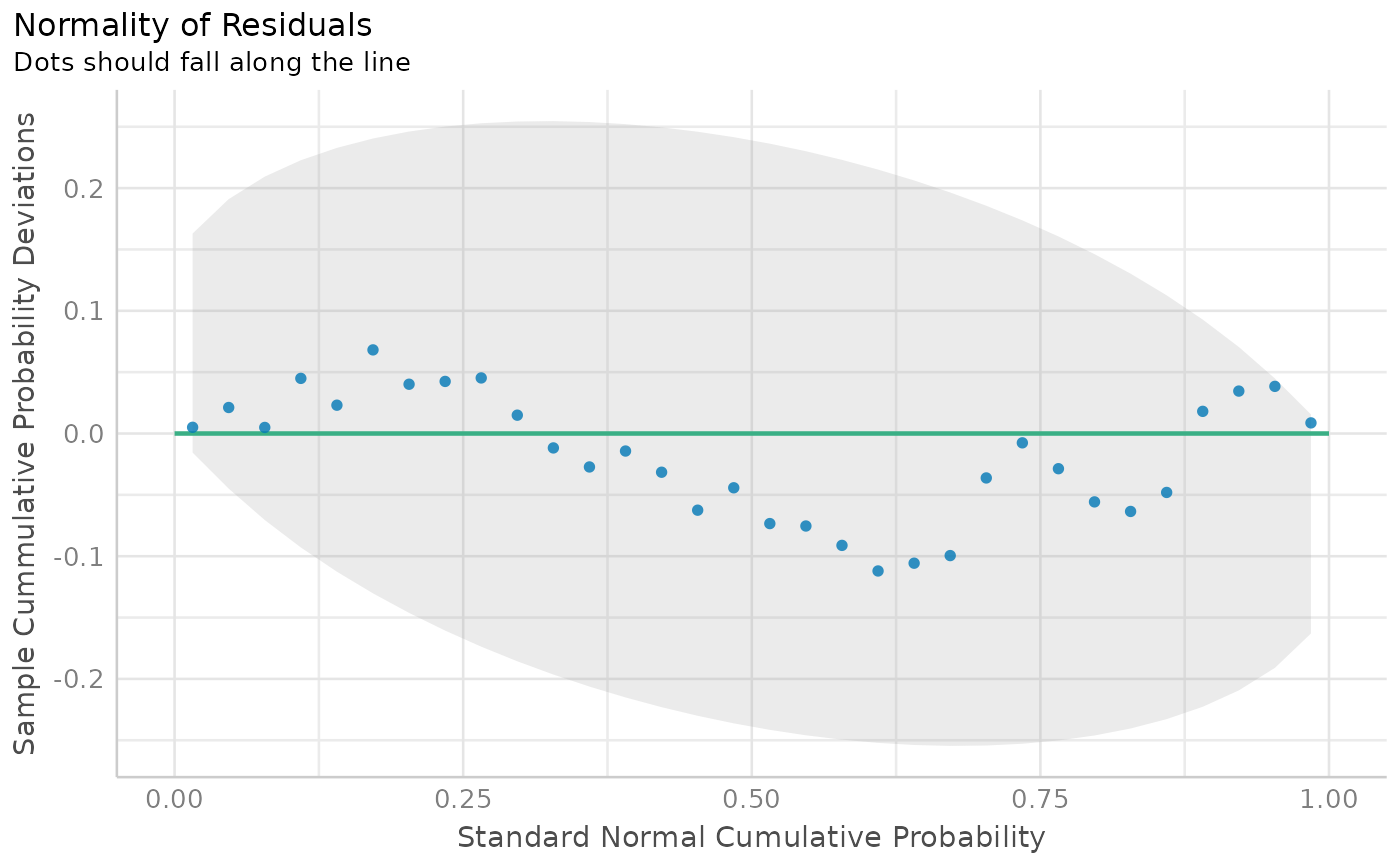 Normality of Residuals
Dots should fall along the line
Sample Cummulative Probability Deviations
0.2
0.1
0.0
-0.1
-0.2
0.00 0.25 0.50 0.75 1.00
Standard Normal Cumulative Probability